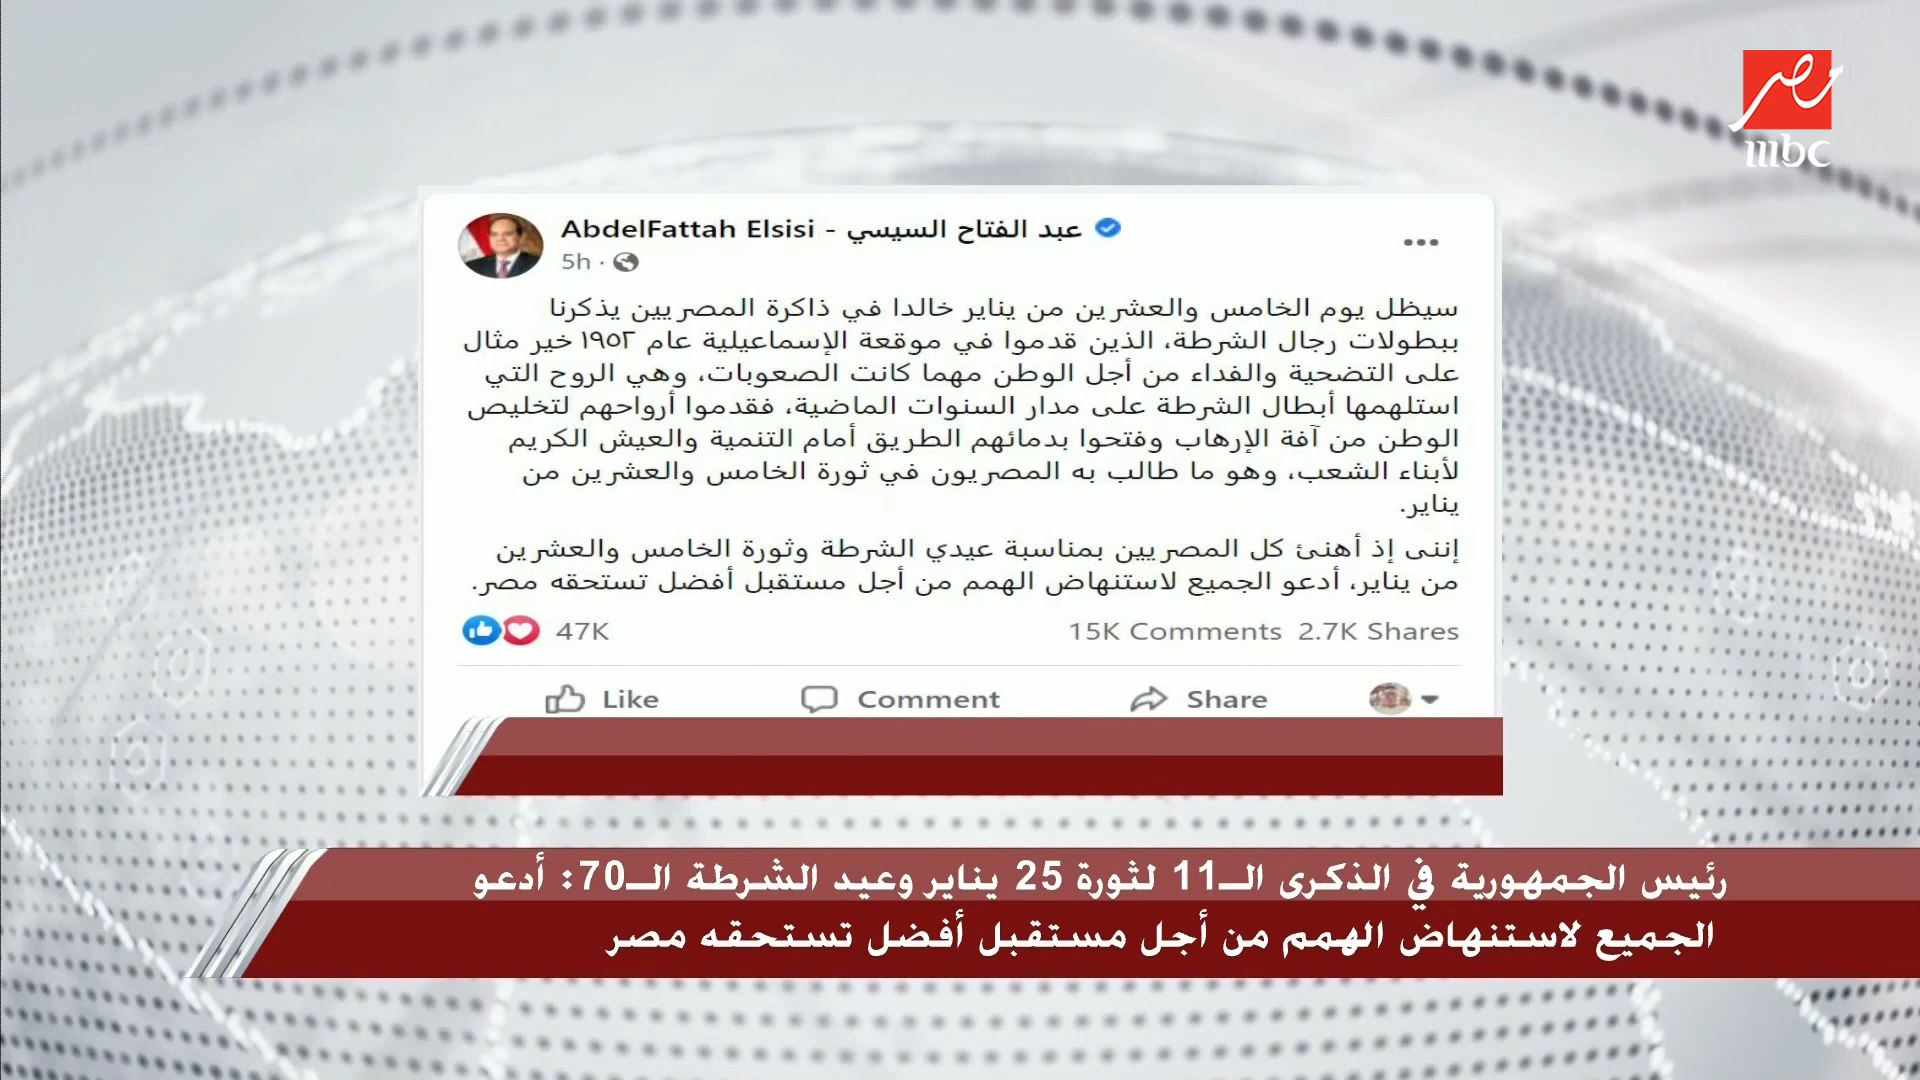 مصر
mbc
AbdelFattah Elsisi - عبد الفتاح السيسي
5h ·
سيظل يوم الخامس والعشرين من يناير خالدا في ذاكرة المصريين يذكرنا
ببطولات رجال الشرطة، الذين قدموا في موقعة الإسماعيلية عام ١٩٥٢ خير مثال
على التضحية والفداء من أجل الوطن مهما كانت الصعوبات، وهي الروح التي
استلهمها أبطال الشرطة على مدار السنوات الماضية، فقدموا أرواحهم لتخليص
الوطن من آفة الإرهاب وفتحوا بدمائهم الطريق أمام التنمية والعيش الكريم
لأبناء الشعب، وهو ما طالب به المصريون في ثورة الخامس والعشرين من
يناير.
إننى إذ أهنئ كل المصريين بمناسبة عيدي الشرطة وثورة الخامس والعشرين
من يناير، أدعو الجميع لاستنهاض الهمم من أجل مستقبل أفضل تستحقه مصر.
47K 15K Comments 2.7K Shares
Like Comment Share
رئيس الجمهورية في الذكرى الـ11 لثورة 25 يناير وعيد الشرطة الـ70: أدعو
الجميع لاستنهاض الهمم من أجل مستقبل أفضل تستحقه مصر